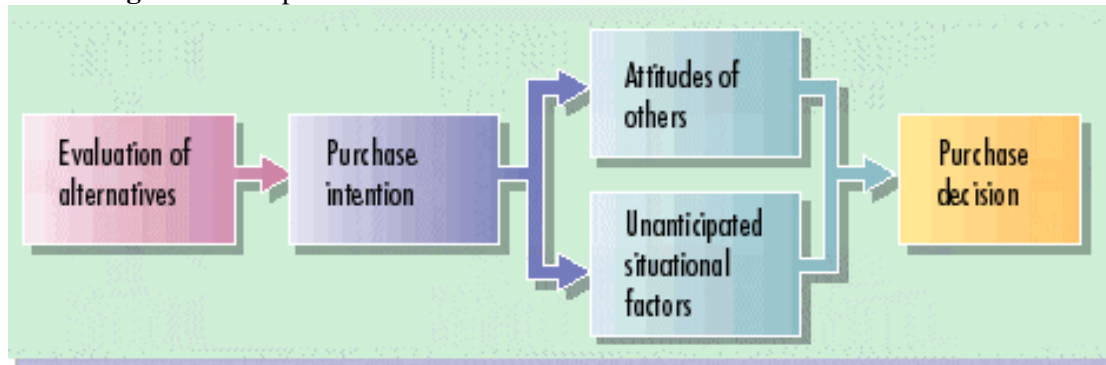 Evaluation of
alternatives
Purchase
intention
Attitudes of
others
Unanticipated
situational
factors
Purchase
decision